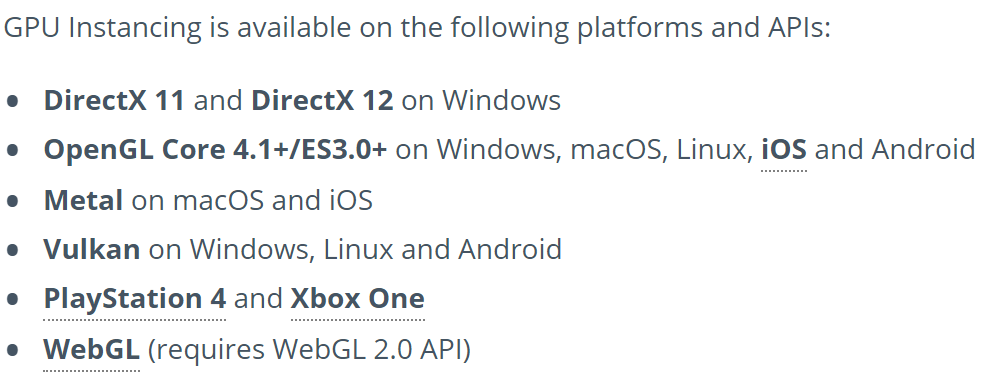 GPU Instancing is available on the following platforms and APIs:
• DirectX 11 and DirectX 12 on Windows
• OpenGL Core 4.1+/ES3.0+ on Windows, macOS, Linux, iOS and Android
• Metal on macOS and iOS
• Vulkan on Windows, Linux and Android
• PlayStation 4 and Xbox One
• WebGL (requires WebGL 2.0 API)